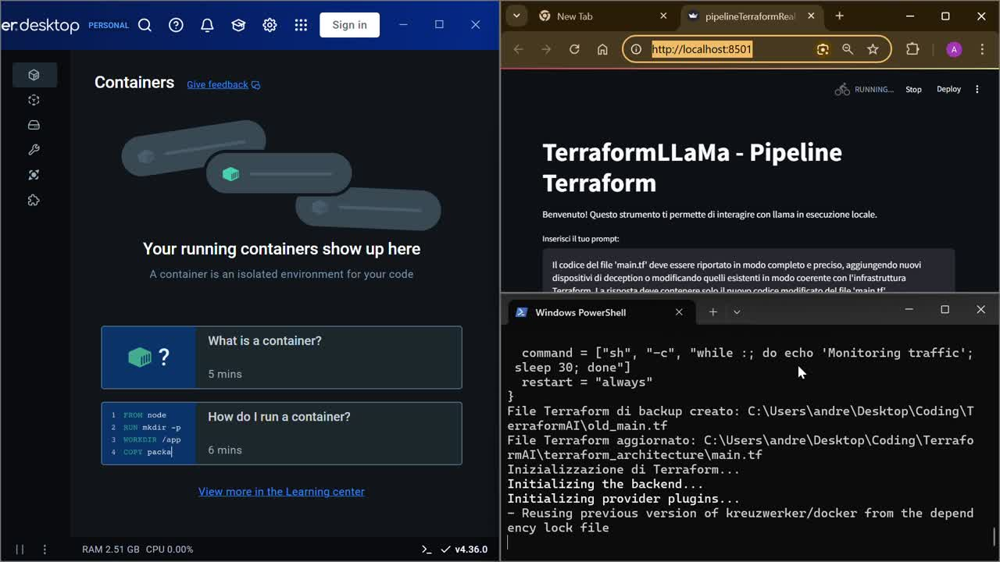 er.desktop PERSONAL Sign in
Containers Give feedback
Your running containers show up here
A container is an isolated environment for your code
? What is a container?
5 mins
1 FROM node
2 RUN mkdir -p
3 WORKDIR /app
4 COPY packa
How do I run a container?
6 mins
View more in the Learning center
RAM 2.51 GB CPU 0.00% v4.36.0
New Tab pipelineTerraformReal
http://localhost:8501 A
RUNNING... Stop Deploy
TerraformLLaMa - Pipeline
Terraform
Benvenuto! Questo strumento ti permette di interagire con llama in esecuzione locale.
Inserisci il tuo prompt:
Il codice del file 'main.tf' deve essere riportato in modo completo e preciso, aggiungendo nuovi
dispositivi di deception o modificando quelli esistenti in modo coerente con l'infrastruttura
Terraform. La risposta deve contenere solo il nuovo codice modificato del file 'main.tf'
Windows PowerShell
command = ["sh", "-c", "while :; do echo 'Monitoring traffic';
sleep 30; done"]
restart = "always"
}
File Terraform di backup creato: C:\Users\andre\Desktop\Coding\T
erraformAI\old_main.tf
File Terraform aggiornato: C:\Users\andre\Desktop\Coding\Terrafo
rmAI\terraform_architecture\main.tf
Inizializzazione di Terraform...
Initializing the backend...
Initializing provider plugins...
- Reusing previous version of kreuzwerker/docker from the depend
ency lock file